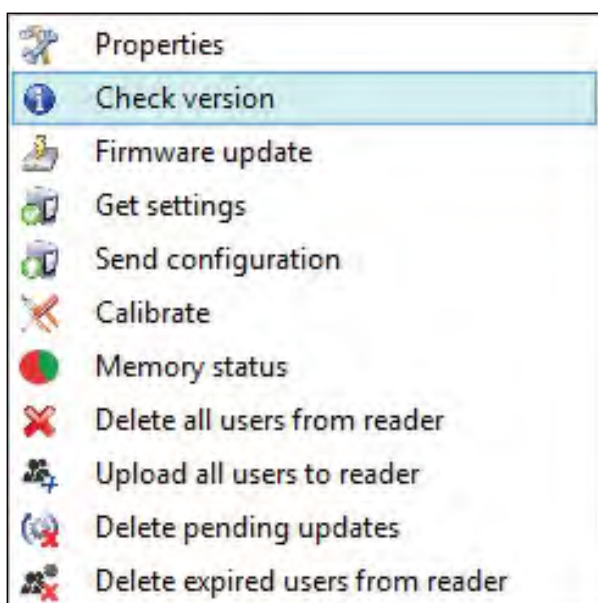 Properties
Check version
Firmware update
Get settings
Send configuration
Calibrate
Memory status
Delete all users from reader
Upload all users to reader
Delete pending updates
Delete expired users from reader